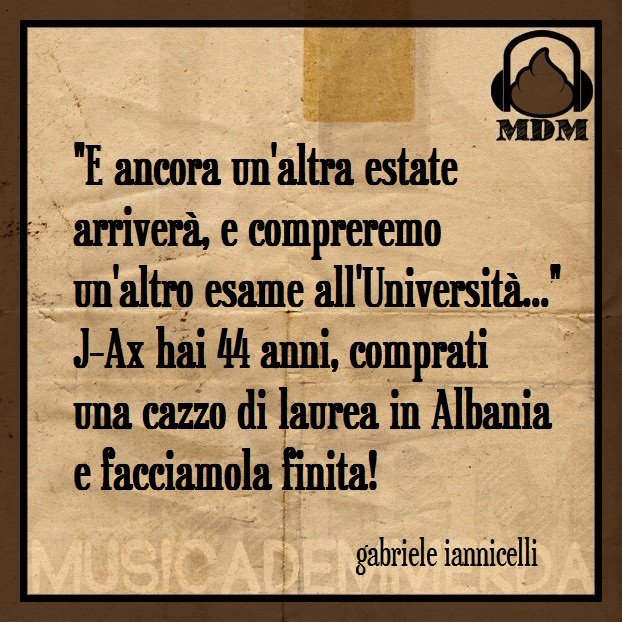 MDM
"E ancora un'altra estate
arriverà, e compreremo
un'altro esame all'Università..."
J-Ax hai 44 anni, comprati
una cazzo di laurea in Albania
e facciamola finita!
gabriele iannicelli
MUSICADEMMERDA